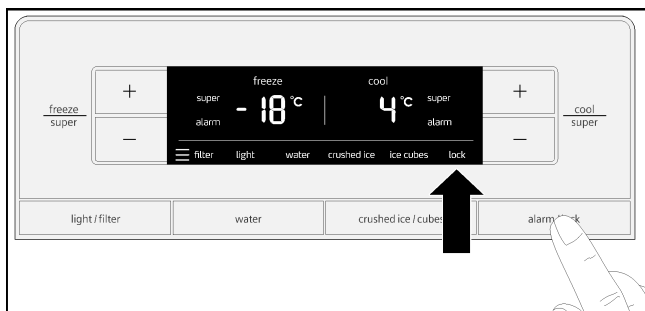 freeze
super
+
−
freeze cool
super -18 °C 4 °C super
alarm alarm
filter light water crushed ice ice cubes lock
+
−
cool
super
light / filter water crushed ice / cubes alarm